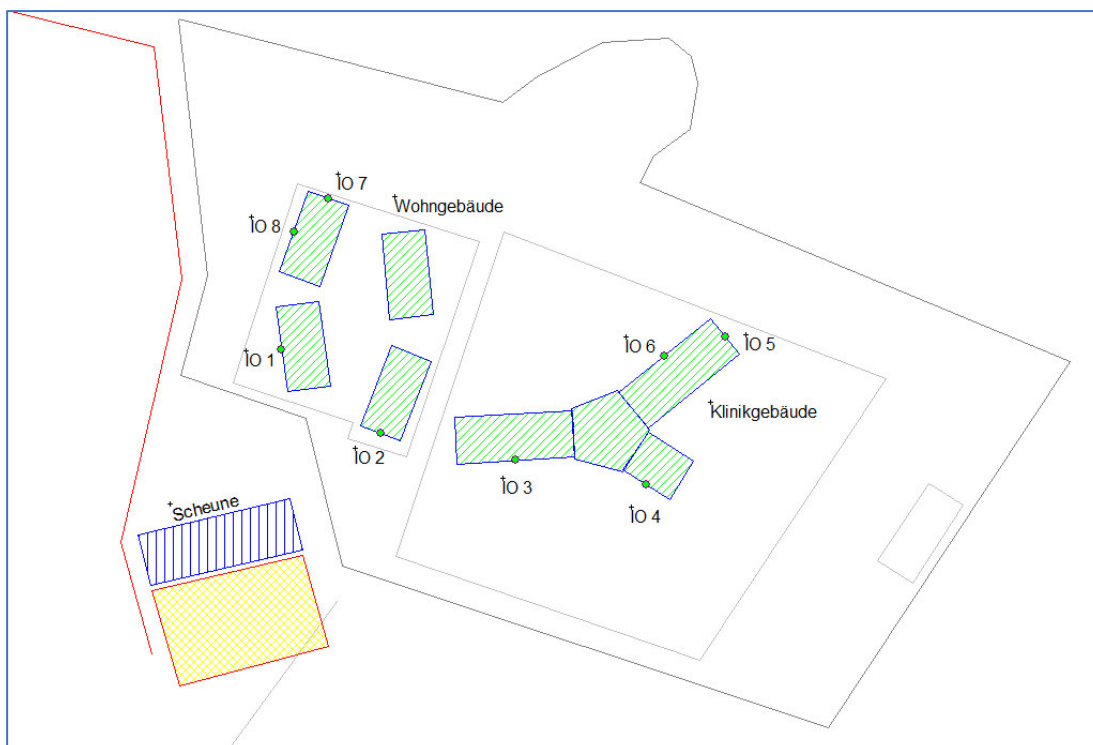 IO 7
Wohngebäude
IO 8
IO 1
IO 6
IO 5
Klinikgebäude
IO 2
IO 3
IO 4
Scheune